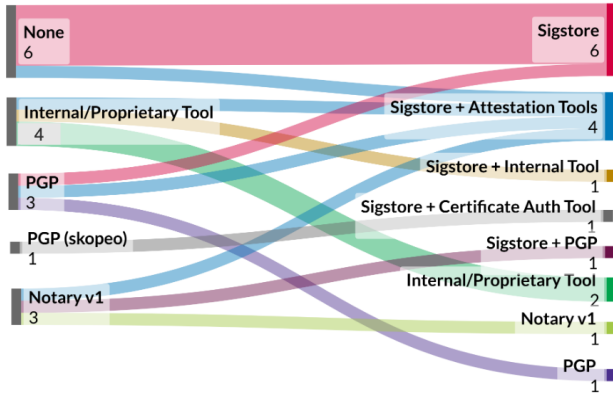 None
6
Internal/Proprietary Tool
4
PGP
3
PGP (skopeo)
1
Notary v1
3
Sigstore
6
Sigstore + Attestation Tools
4
Sigstore + Internal Tool
1
Sigstore + Certificate Auth Tool
1
Sigstore + PGP
1
Internal/Proprietary Tool
2
Notary v1
1
PGP
1